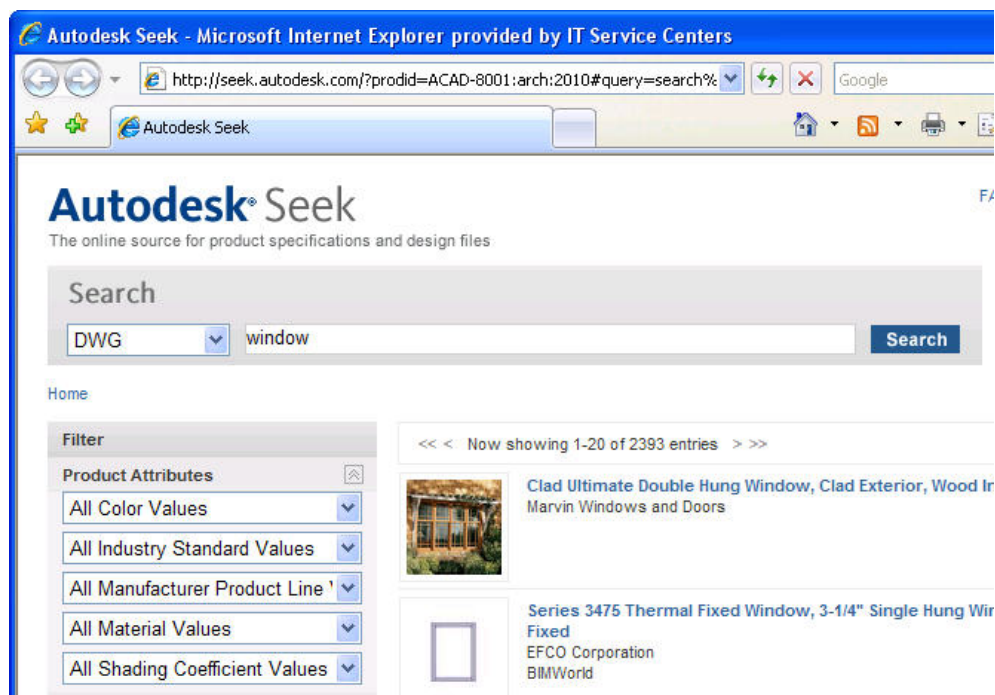 Autodesk Seek - Microsoft Internet Explorer provided by IT Service Centers
http://seek.autodesk.com/?prodid=ACAD-8001:arch:2010#query=search%
Google
Autodesk Seek
FA
Autodesk® Seek
The online source for product specifications and design files
Search
DWG window Search
Home
Filter
<< < Now showing 1-20 of 2393 entries > >>
Product Attributes
All Color Values
All Industry Standard Values
All Manufacturer Product Line
All Material Values
All Shading Coefficient Values
Clad Ultimate Double Hung Window, Clad Exterior, Wood In
Marvin Windows and Doors
Series 3475 Thermal Fixed Window, 3-1/4" Single Hung Win
Fixed
EFCO Corporation
BIMWorld